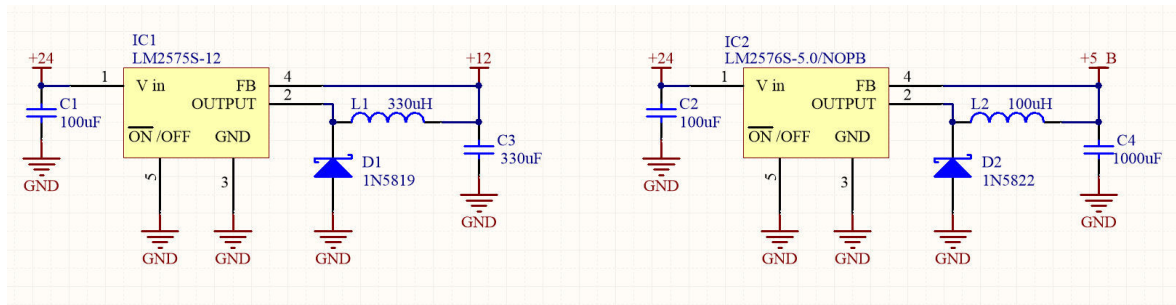 IC1
LM2575S-12
+24
1
V in
FB
4
+12
OUTPUT
2
L1
330uH
C1
100uF
ON /OFF
GND
C3
330uF
5
3
D1
1N5819
GND
GND
GND
GND
GND
IC2
LM2576S-5.0/NOPB
+24
1
V in
FB
4
+5_B
OUTPUT
2
L2
100uH
C2
100uF
ON /OFF
GND
C4
1000uF
5
3
D2
1N5822
GND
GND
GND
GND
GND